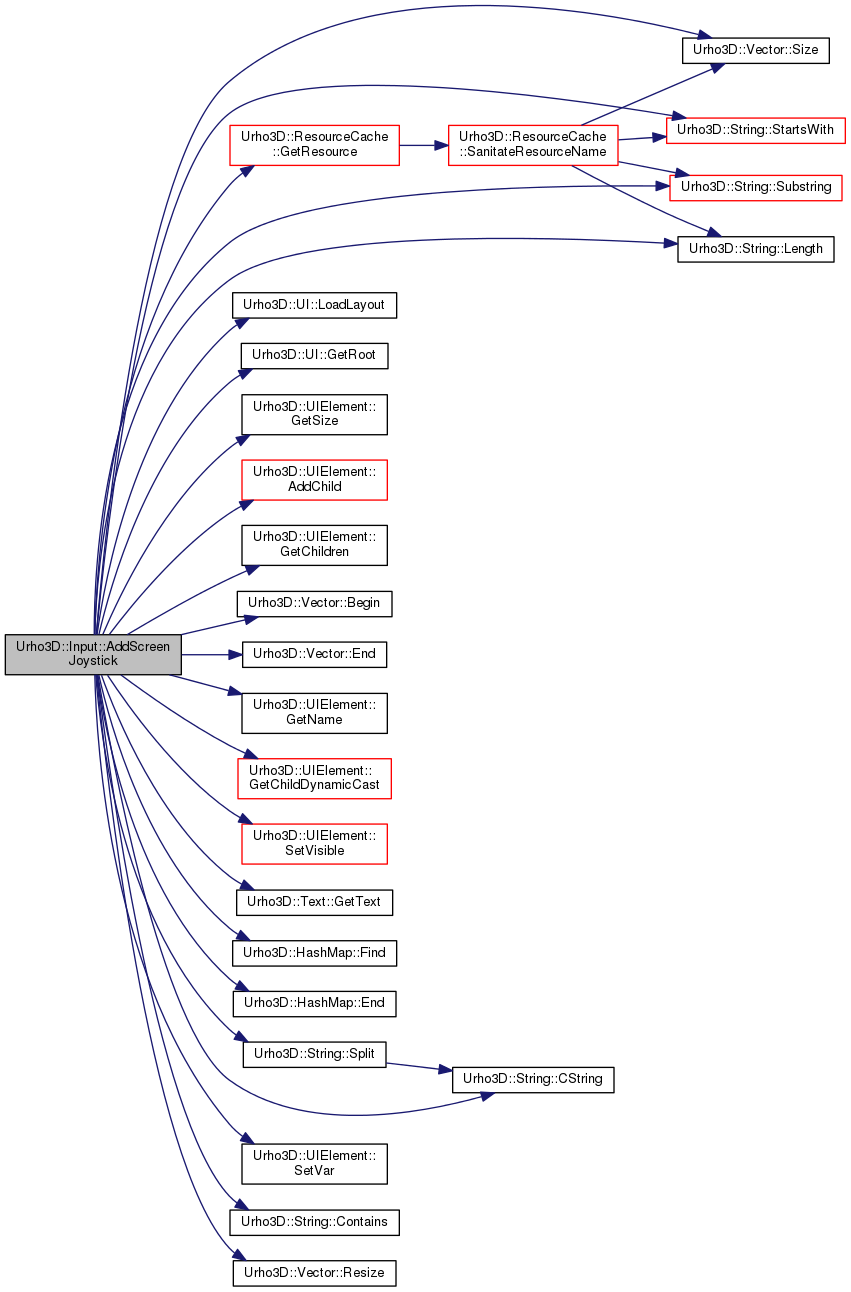 Urho3D::Vector::Size
Urho3D::String::StartsWith
Urho3D::ResourceCache
::GetResource
Urho3D::ResourceCache
::SanitateResourceName
Urho3D::String::Substring
Urho3D::String::Length
Urho3D::UI::LoadLayout
Urho3D::UI::GetRoot
Urho3D::UIElement::
GetSize
Urho3D::UIElement::
AddChild
Urho3D::UIElement::
GetChildren
Urho3D::Vector::Begin
Urho3D::Input::AddScreen
Joystick
Urho3D::Vector::End
Urho3D::UIElement::
GetName
Urho3D::UIElement::
GetChildDynamicCast
Urho3D::UIElement::
SetVisible
Urho3D::Text::GetText
Urho3D::HashMap::Find
Urho3D::HashMap::End
Urho3D::String::Split
Urho3D::String::CString
Urho3D::UIElement::
SetVar
Urho3D::String::Contains
Urho3D::Vector::Resize